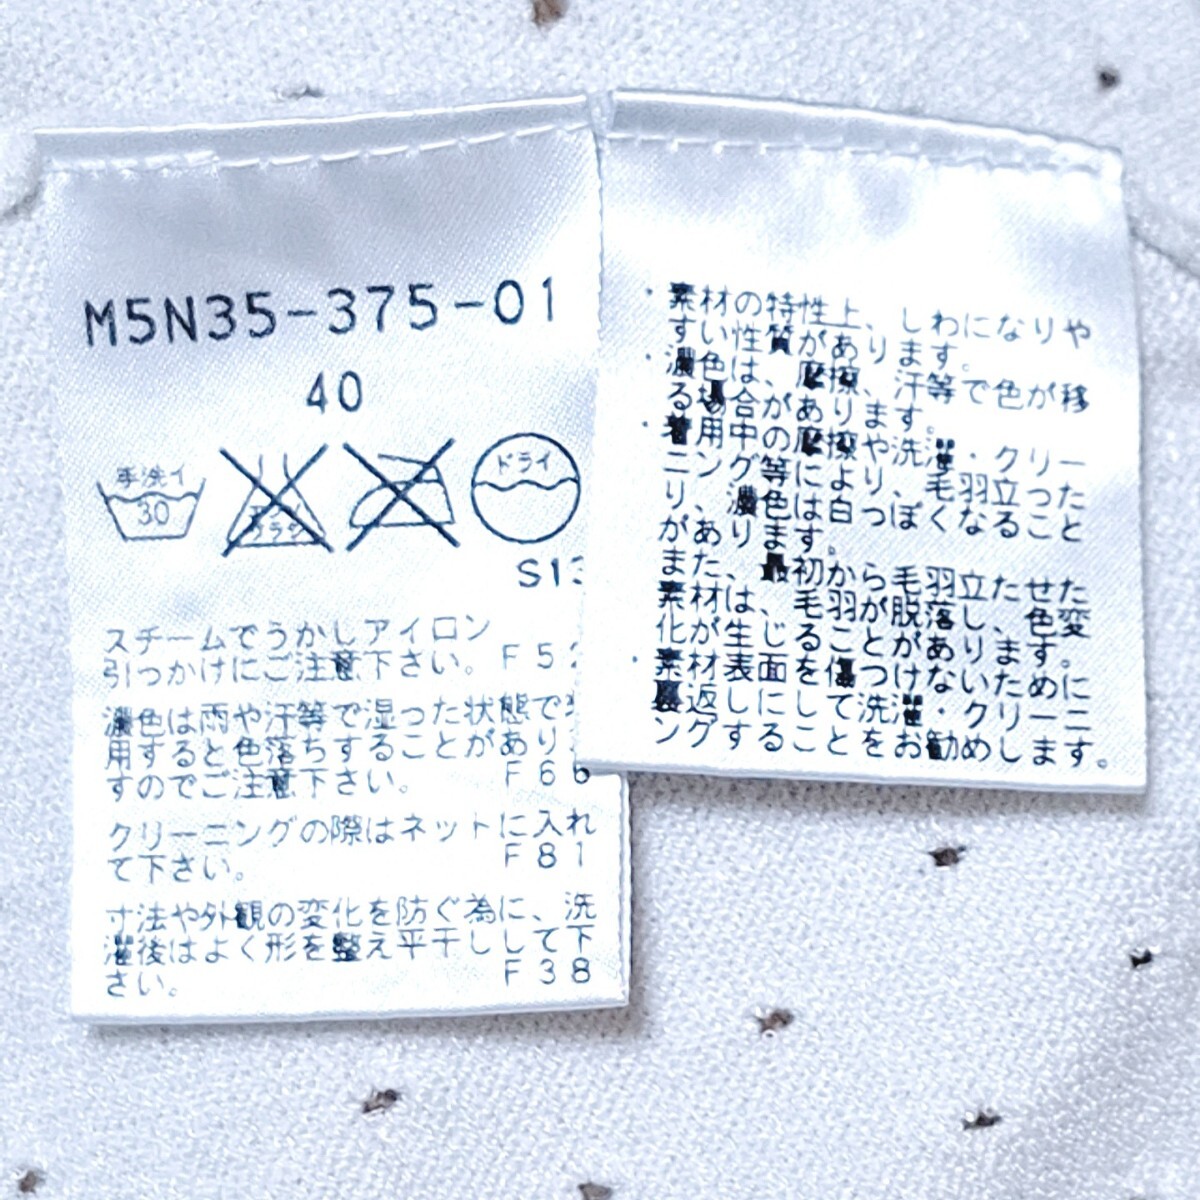 M5N35-375-01
40
手洗イ
30
エンソ
サラシ
ドライ
S13
スチームでうかしアイロン
引っかけにご注意下さい。 F52
濃色は雨や汗等で湿った状態で
用すると色落ちすることがあり
すのでご注意下さい。 F66
クリーニングの際はネットに入れ
て下さい。 F81
寸法や外観の変化を防ぐ為に、洗
濯後はよく形を整え平干しして下
さい。 F38
・素材の特性上、しわになりや
すい性質があります。
・濃色は、摩擦、汗等で色が移
る場合があります。
・着用中の摩擦や洗濯・クリー
ニング等により、毛羽立った
り、濃色は白っぽくなること
があります。
また、最初から毛羽立たせた
素材は、毛羽が脱落し、色変
化が生じることがあります。
・素材表面を傷つけないために
裏返しにして洗濯・クリーニ
ングすることをお勧めします。